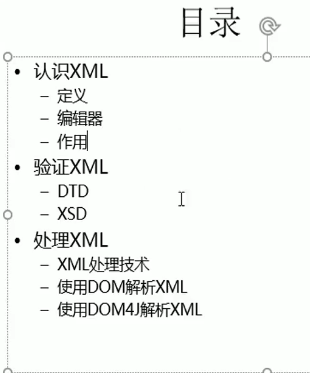 目录
• 认识XML
– 定义
– 编辑器
– 作用
• 验证XML
– DTD
– XSD
• 处理XML
– XML处理技术
– 使用DOM解析XML
– 使用DOM4J解析XML